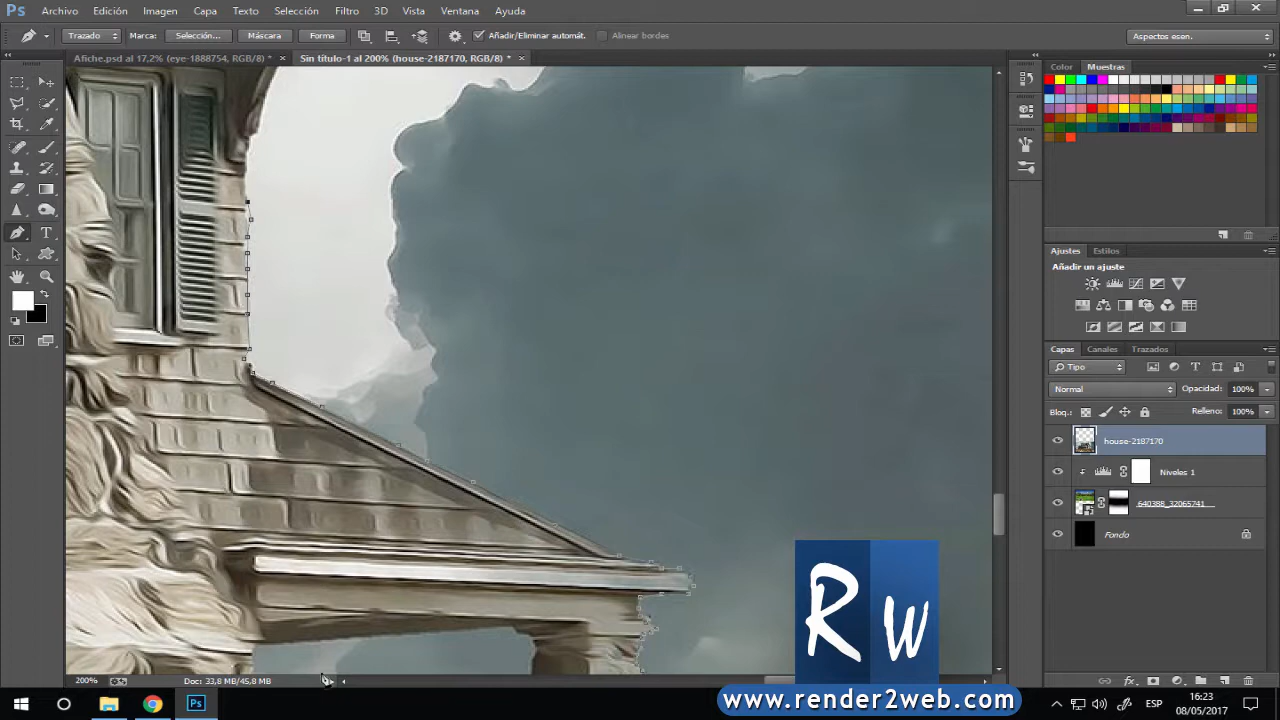 Ps Archivo Edición Imagen Capa Texto Selección Filtro 3D Vista Ventana Ayuda
Trazado Marca: Selección... Máscara Forma Añadir/Eliminar automát. Alinear bordes Aspectos esen.
Afiche.psd al 17,2% (eye-1888754, RGB/8) * × Sin título-1 al 200% (house-2187170, RGB/8) * ×
Color Muestras
Ajustes Estilos
Añadir un ajuste
Capas Canales Trazados
Tipo
Normal Opacidad: 100%
Bloq.: Relleno: 100%
house-2187170
Niveles 1
640388_32065741
Fondo
RW
200% Doc: 33,8 MB/45,8 MB
www.render2web.com
Ps ESP 16:23
08/05/2017